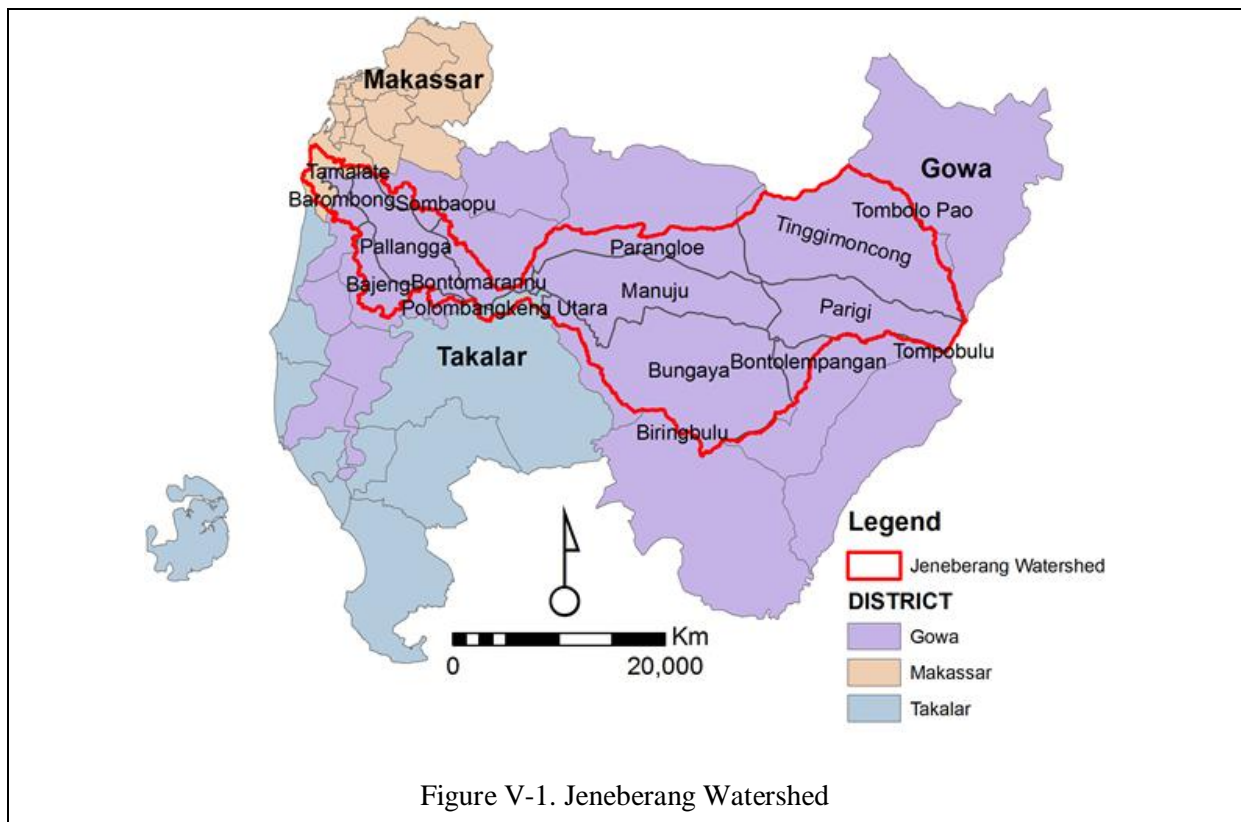 Makassar
Gowa
Tamalate
Tombolo Pao
Barombong
Sombaopu
Tinggimoncong
Pallangga
Parangloe
Bajeng
Bontomarannu
Manuju
Parigi
Polombangkeng Utara
Takalar
Bungaya
Bontolempangan
Tompobulu
Biringbulu
Legend
Jeneberang Watershed
DISTRICT
Gowa
Makassar
Takalar
Km
0 20,000
Figure V-1. Jeneberang Watershed